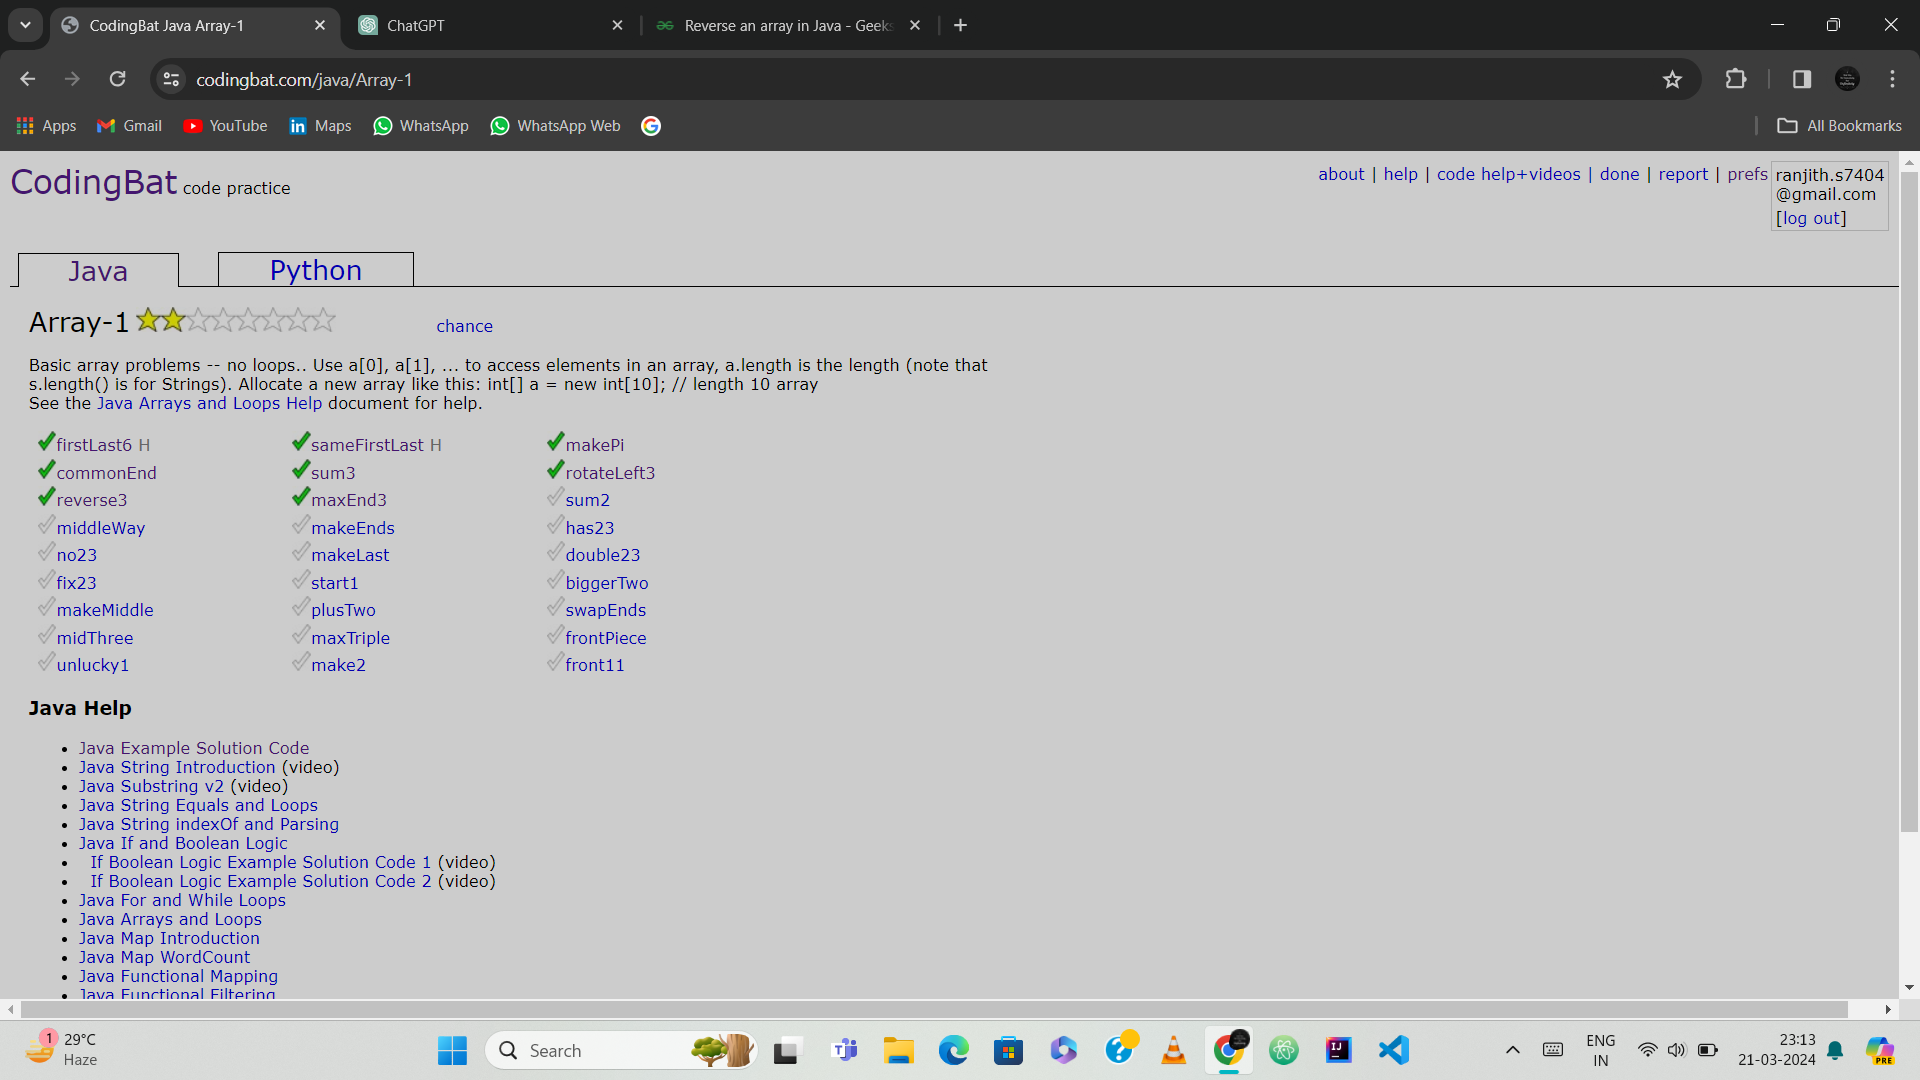 CodingBat Java Array-1
ChatGPT
Reverse an array in Java - Geeks
codingbat.com/java/Array-1
Apps
Gmail
YouTube
Maps
WhatsApp
WhatsApp Web
All Bookmarks
CodingBat code practice
about | help | code help+videos | done | report | prefs
ranjith.s7404
@gmail.com
[log out]
Java
Python
Array-1
chance
Basic array problems -- no loops.. Use a[0], a[1], ... to access elements in an array, a.length is the length (note that
s.length() is for Strings). Allocate a new array like this: int[] a = new int[10]; // length 10 array
See the Java Arrays and Loops Help document for help.
firstLast6 H sameFirstLast H makePi
commonEnd sum3 rotateLeft3
reverse3 maxEnd3 sum2
middleWay makeEnds has23
no23 makeLast double23
fix23 start1 biggerTwo
makeMiddle plusTwo swapEnds
midThree maxTriple frontPiece
unlucky1 make2 front11
Java Help
Java Example Solution Code
Java String Introduction (video)
Java Substring v2 (video)
Java String Equals and Loops
Java String indexOf and Parsing
Java If and Boolean Logic
If Boolean Logic Example Solution Code 1 (video)
If Boolean Logic Example Solution Code 2 (video)
Java For and While Loops
Java Arrays and Loops
Java Map Introduction
Java Map WordCount
Java Functional Mapping
Java Functional Filtering
1
29°C
Haze
Search
ENG
IN
23:13
21-03-2024
PRE